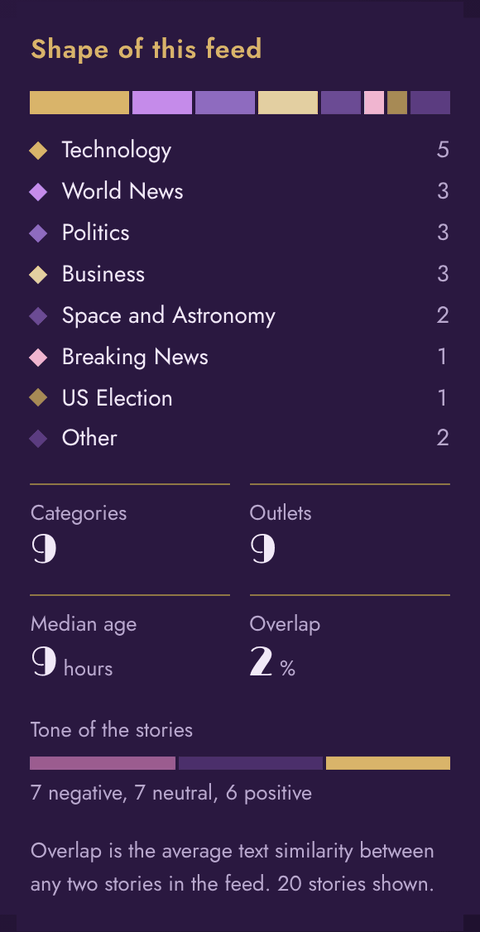 Shape of this feed
Technology 5
World News 3
Politics 3
Business 3
Space and Astronomy 2
Breaking News 1
US Election 1
Other 2
Categories Outlets
9 9
Median age Overlap
9 hours 2 %
Tone of the stories
7 negative, 7 neutral, 6 positive
Overlap is the average text similarity between
any two stories in the feed. 20 stories shown.